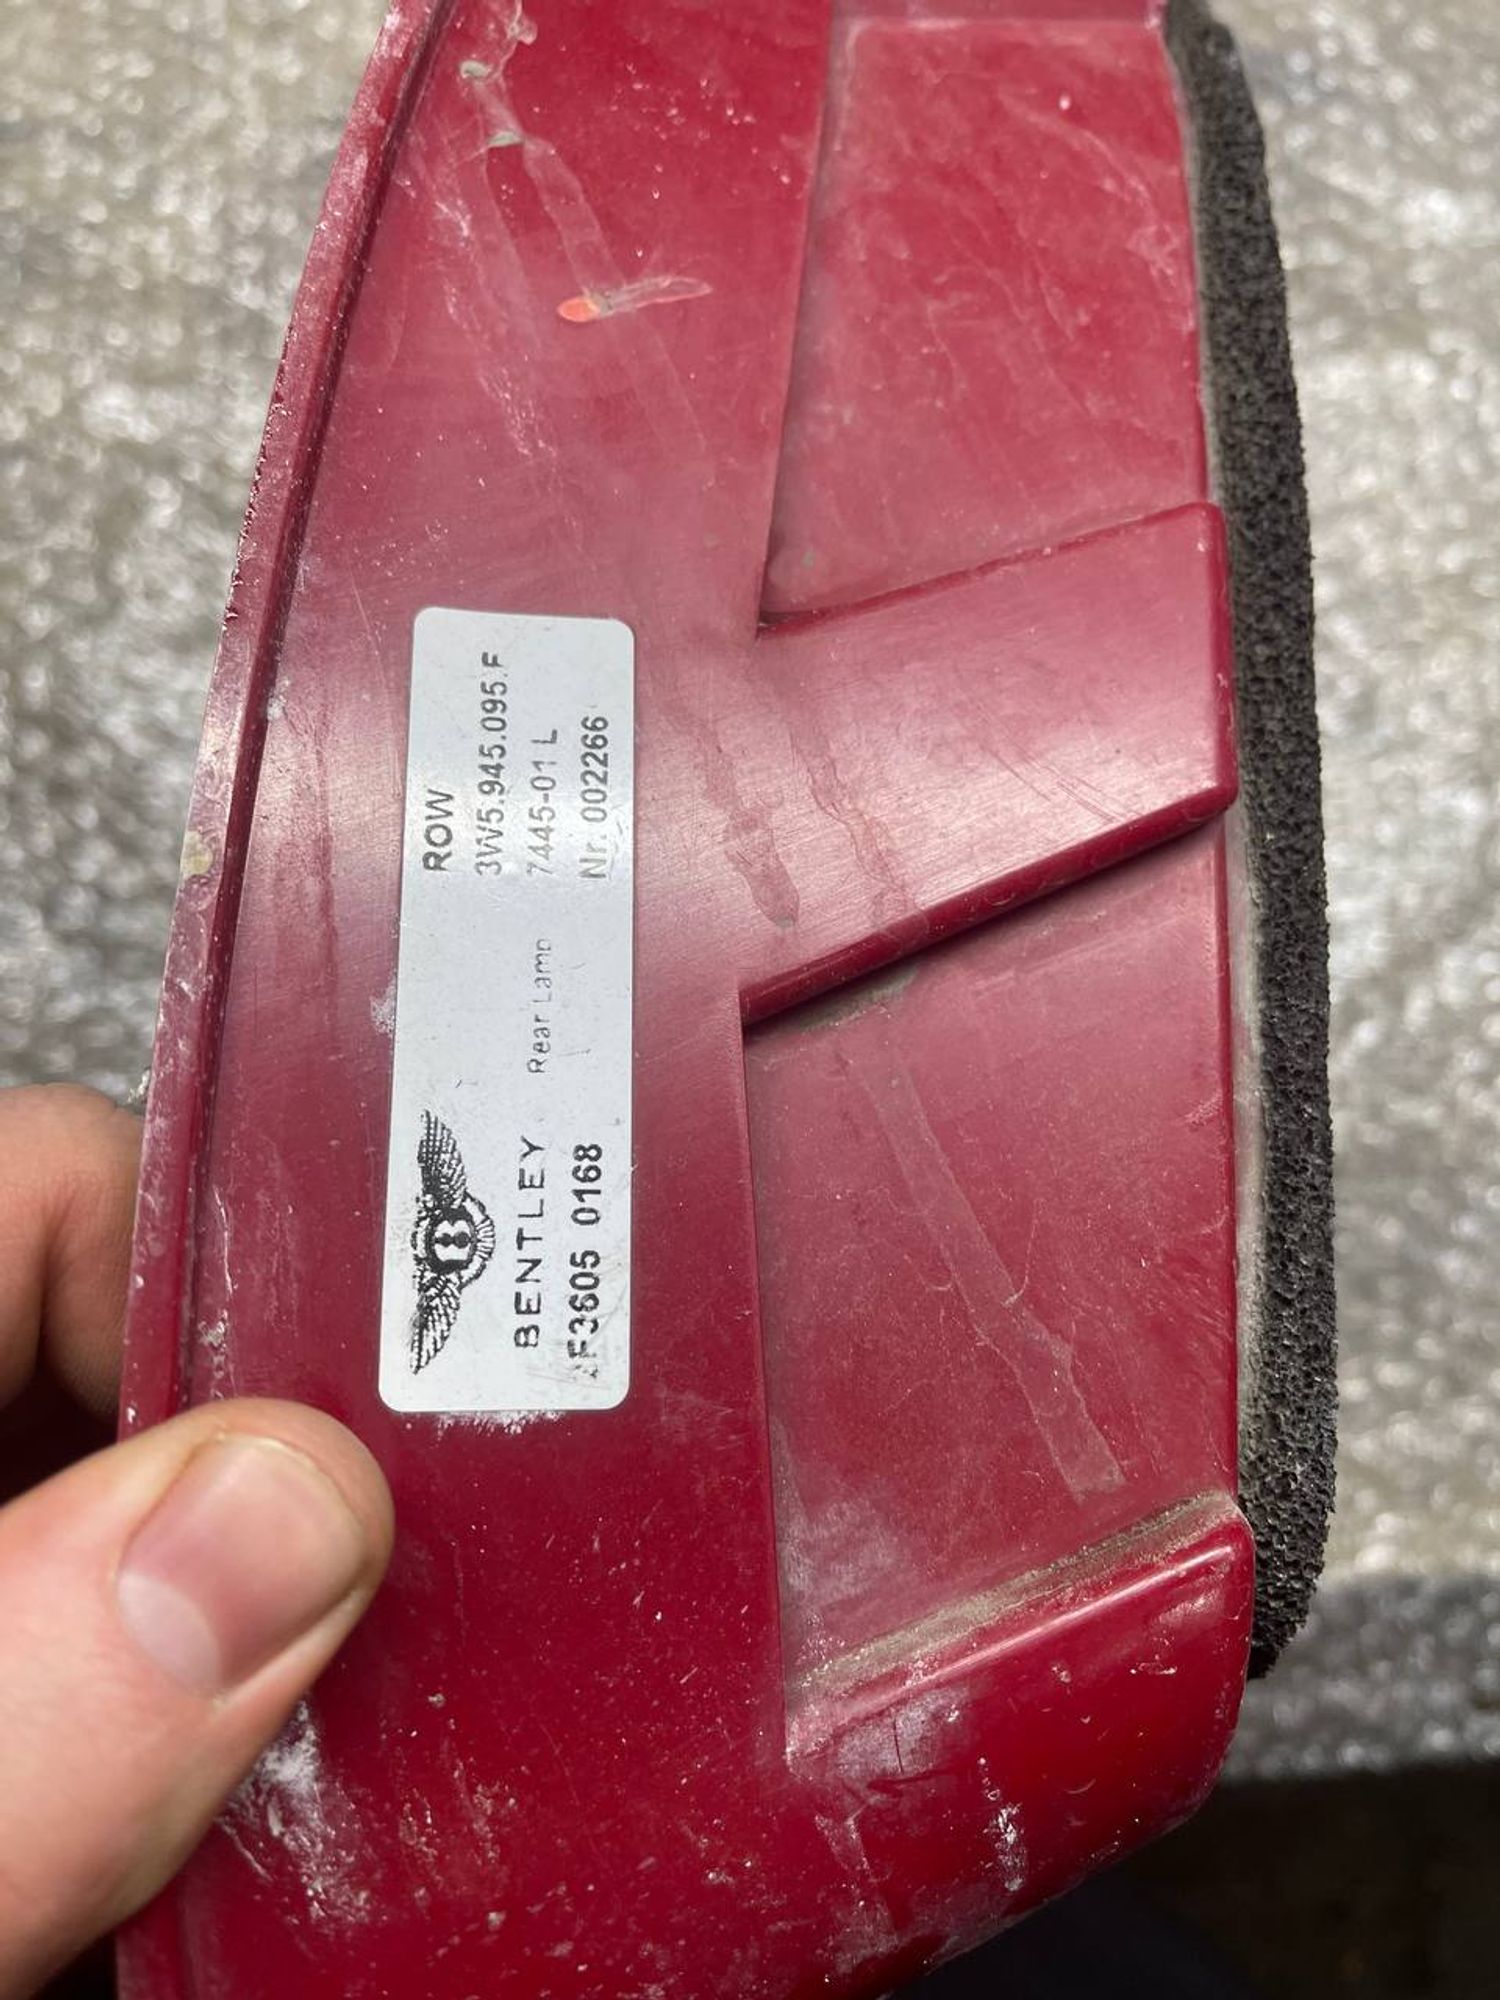 ROW
3W5.945.095.F
Rear Lamp 7445-01 L
Nr. 002266
B
BENTLEY
F3605 0168